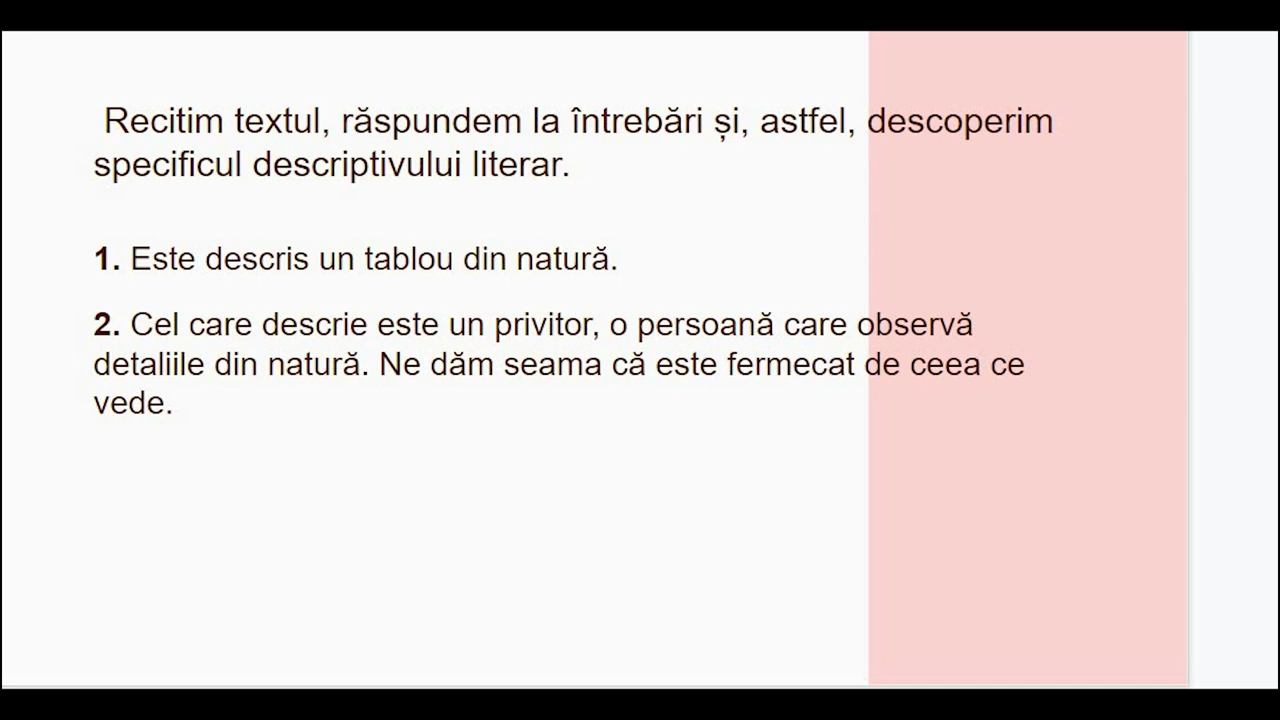 Recitim textul, răspundem la întrebări și, astfel, descoperim
specificul descriptivului literar.
1. Este descris un tablou din natură.
2. Cel care descrie este un privitor, o persoană care observă
detaliile din natură. Ne dăm seama că este fermecat de ceea ce
vede.